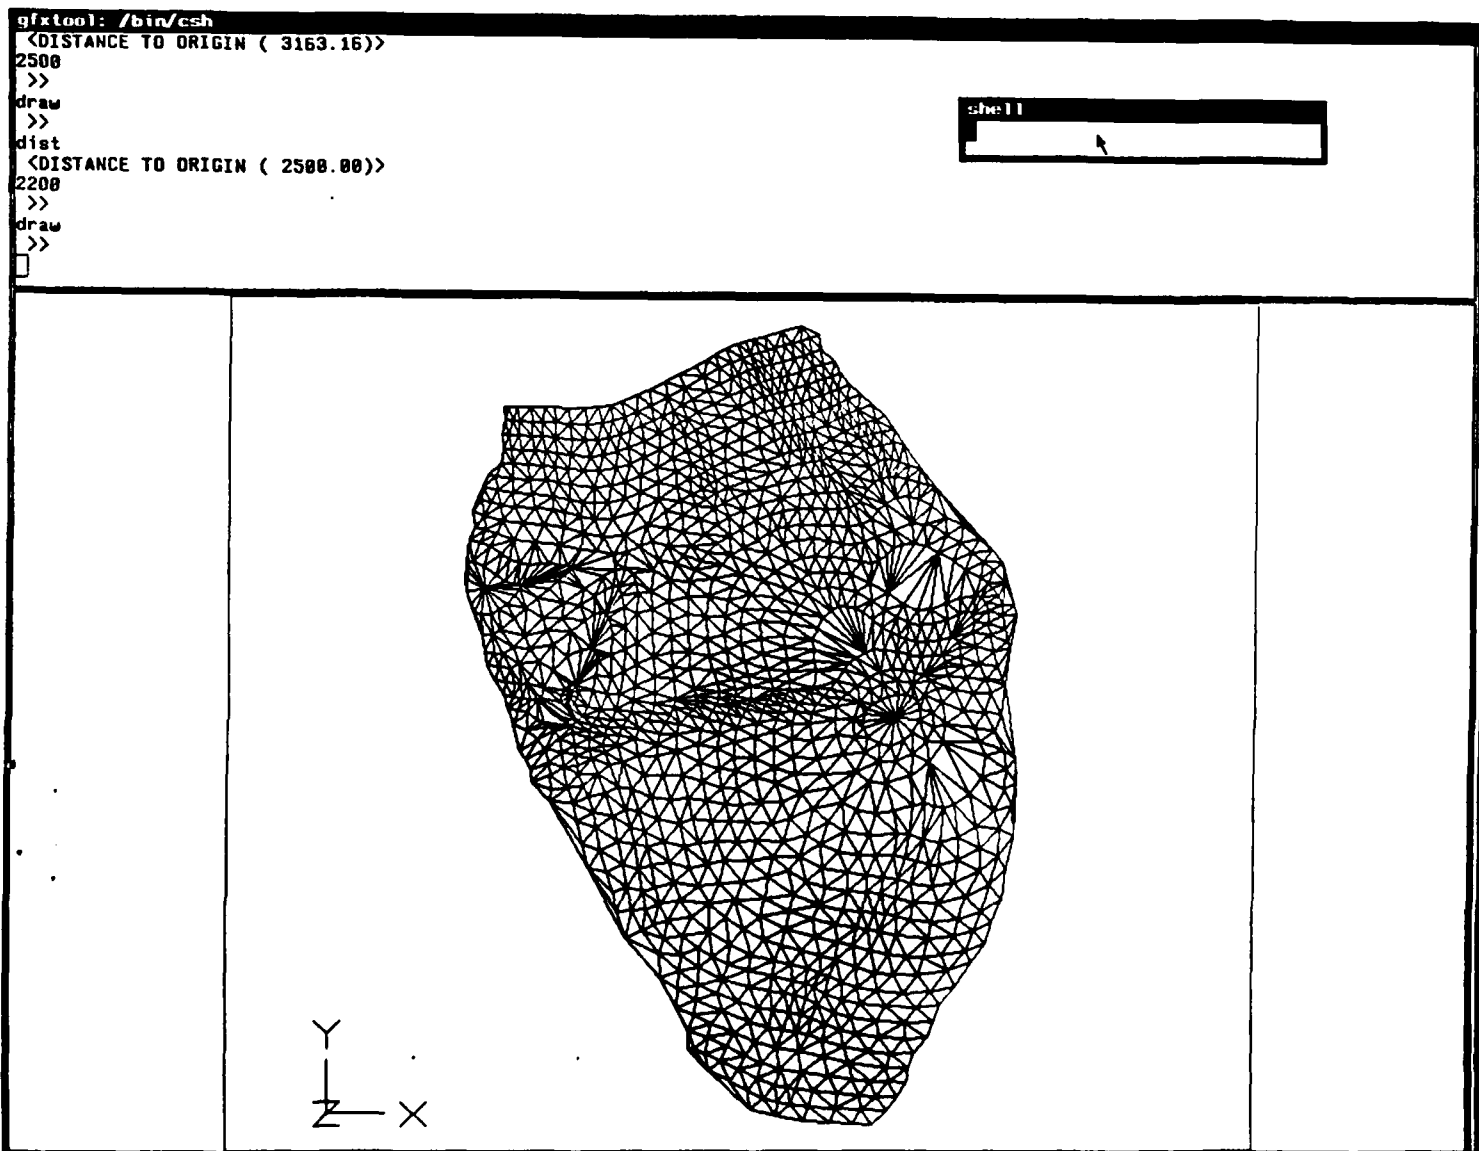 gfxtool: /bin/csh
<DISTANCE TO ORIGIN ( 3163.16)>
2500
>>
draw
>>
dist
<DISTANCE TO ORIGIN ( 2500.00)>
2200
>>
draw
>>
shell
Y
Z X